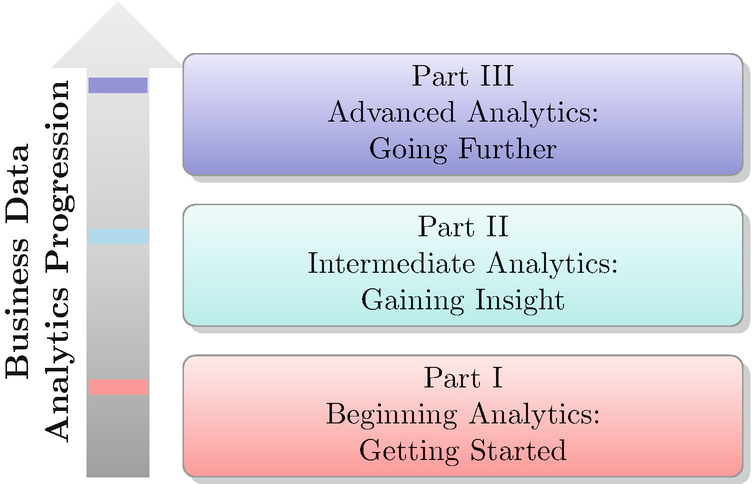 Business Data
Analytics Progression
Part III
Advanced Analytics:
Going Further
Part II
Intermediate Analytics:
Gaining Insight
Part I
Beginning Analytics:
Getting Started